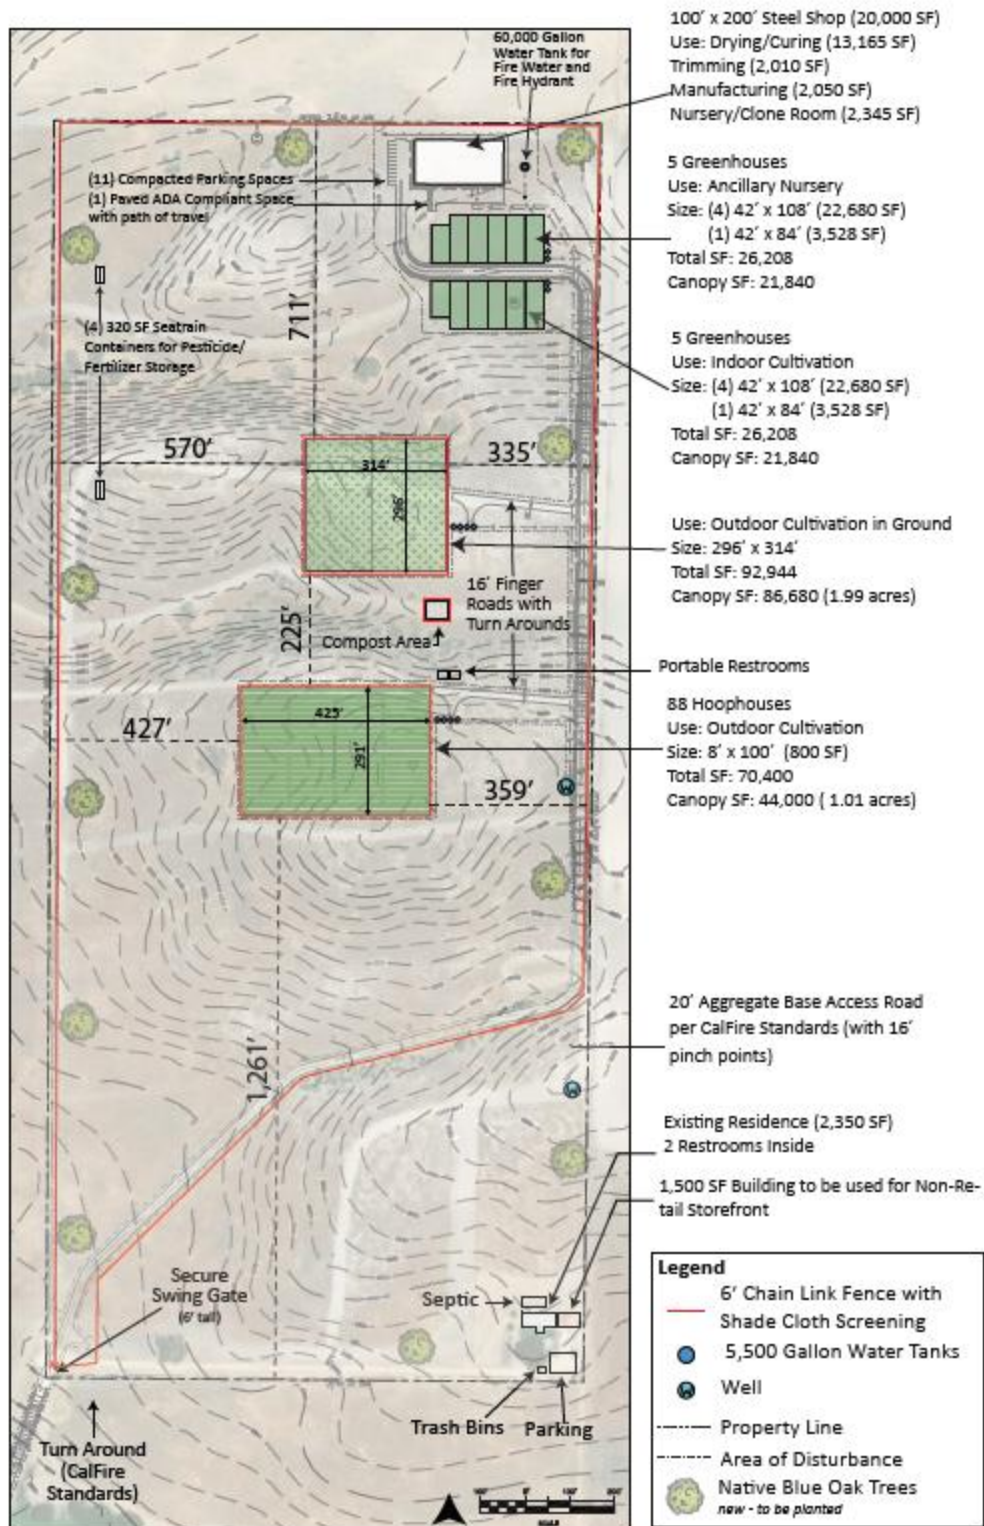 100' x 200' Steel Shop (20,000 SF)
Use: Drying/Curing (13,165 SF)
Trimming (2,010 SF)
Manufacturing (2,050 SF)
Nursery/Clone Room (2,345 SF)
60,000 Gallon
Water Tank for
Fire Water and
Fire Hydrant
(11) Compacted Parking Spaces
(1) Paved ADA Compliant Space
with path of travel
5 Greenhouses
Use: Ancillary Nursery
Size: (4) 42' x 108' (22,680 SF)
(1) 42' x 84' (3,528 SF)
Total SF: 26,208
Canopy SF: 21,840
711'
(4) 320 SF Seatrain
Containers for Pesticide/
Fertilizer Storage
5 Greenhouses
Use: Indoor Cultivation
Size: (4) 42' x 108' (22,680 SF)
(1) 42' x 84' (3,528 SF)
Total SF: 26,208
Canopy SF: 21,840
570'
314'
335'
296'
Use: Outdoor Cultivation in Ground
Size: 296' x 314'
Total SF: 92,944
Canopy SF: 86,680 (1.99 acres)
16' Finger
Roads with
Turn Arounds
225'
Compost Area
Portable Restrooms
88 Hoophouses
Use: Outdoor Cultivation
Size: 8' x 100' (800 SF)
Total SF: 70,400
Canopy SF: 44,000 ( 1.01 acres)
427'
425'
291'
359'
20' Aggregate Base Access Road
per CalFire Standards (with 16'
pinch points)
1,261'
Existing Residence (2,350 SF)
2 Restrooms Inside
1,500 SF Building to be used for Non-Re-
tail Storefront
Secure
Swing Gate
(6' tall)
Septic
Trash Bins
Parking
Turn Around
(CalFire
Standards)
Legend
6' Chain Link Fence with
Shade Cloth Screening
5,500 Gallon Water Tanks
Well
Property Line
Area of Disturbance
Native Blue Oak Trees
new - to be planted